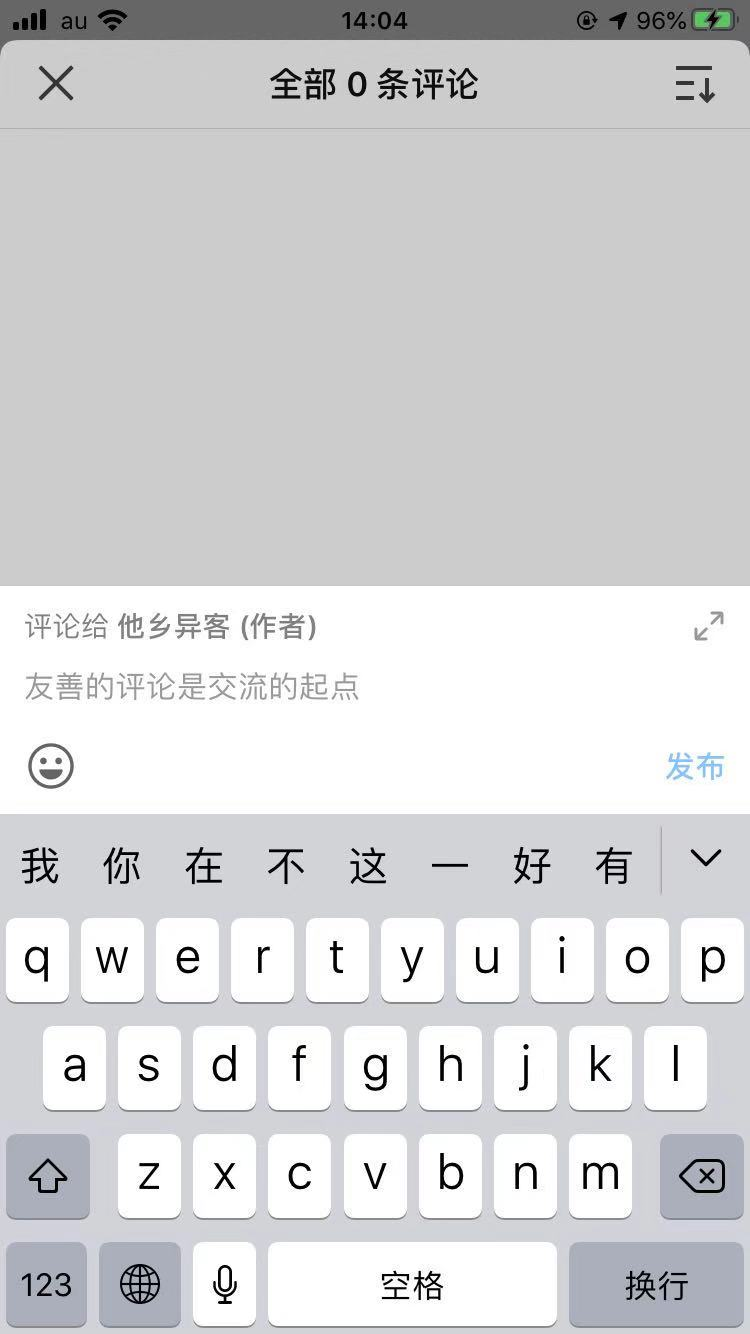 au 14:04 96%
全部 0 条评论
评论给 他乡异客 (作者)
友善的评论是交流的起点
发布
我 你 在 不 这 一 好 有
q w e r t y u i o p
a s d f g h j k l
z x c v b n m
123 空格 换行